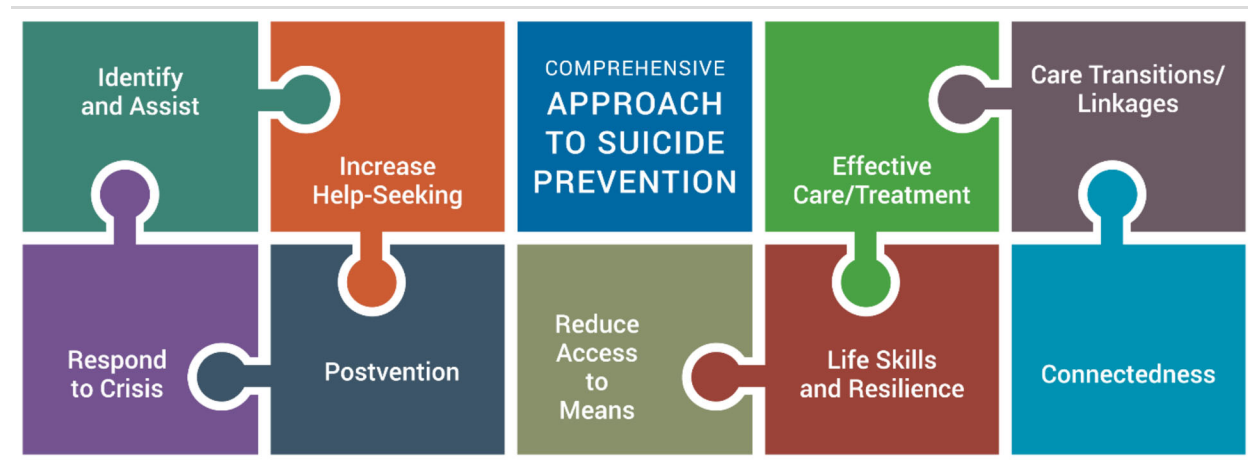 Identify
and Assist
Increase
Help-Seeking
COMPREHENSIVE
APPROACH
TO SUICIDE
PREVENTION
Effective
Care/Treatment
Care Transitions/
Linkages
Respond
to Crisis
Postvention
Reduce
Access
to
Means
Life Skills
and Resilience
Connectedness